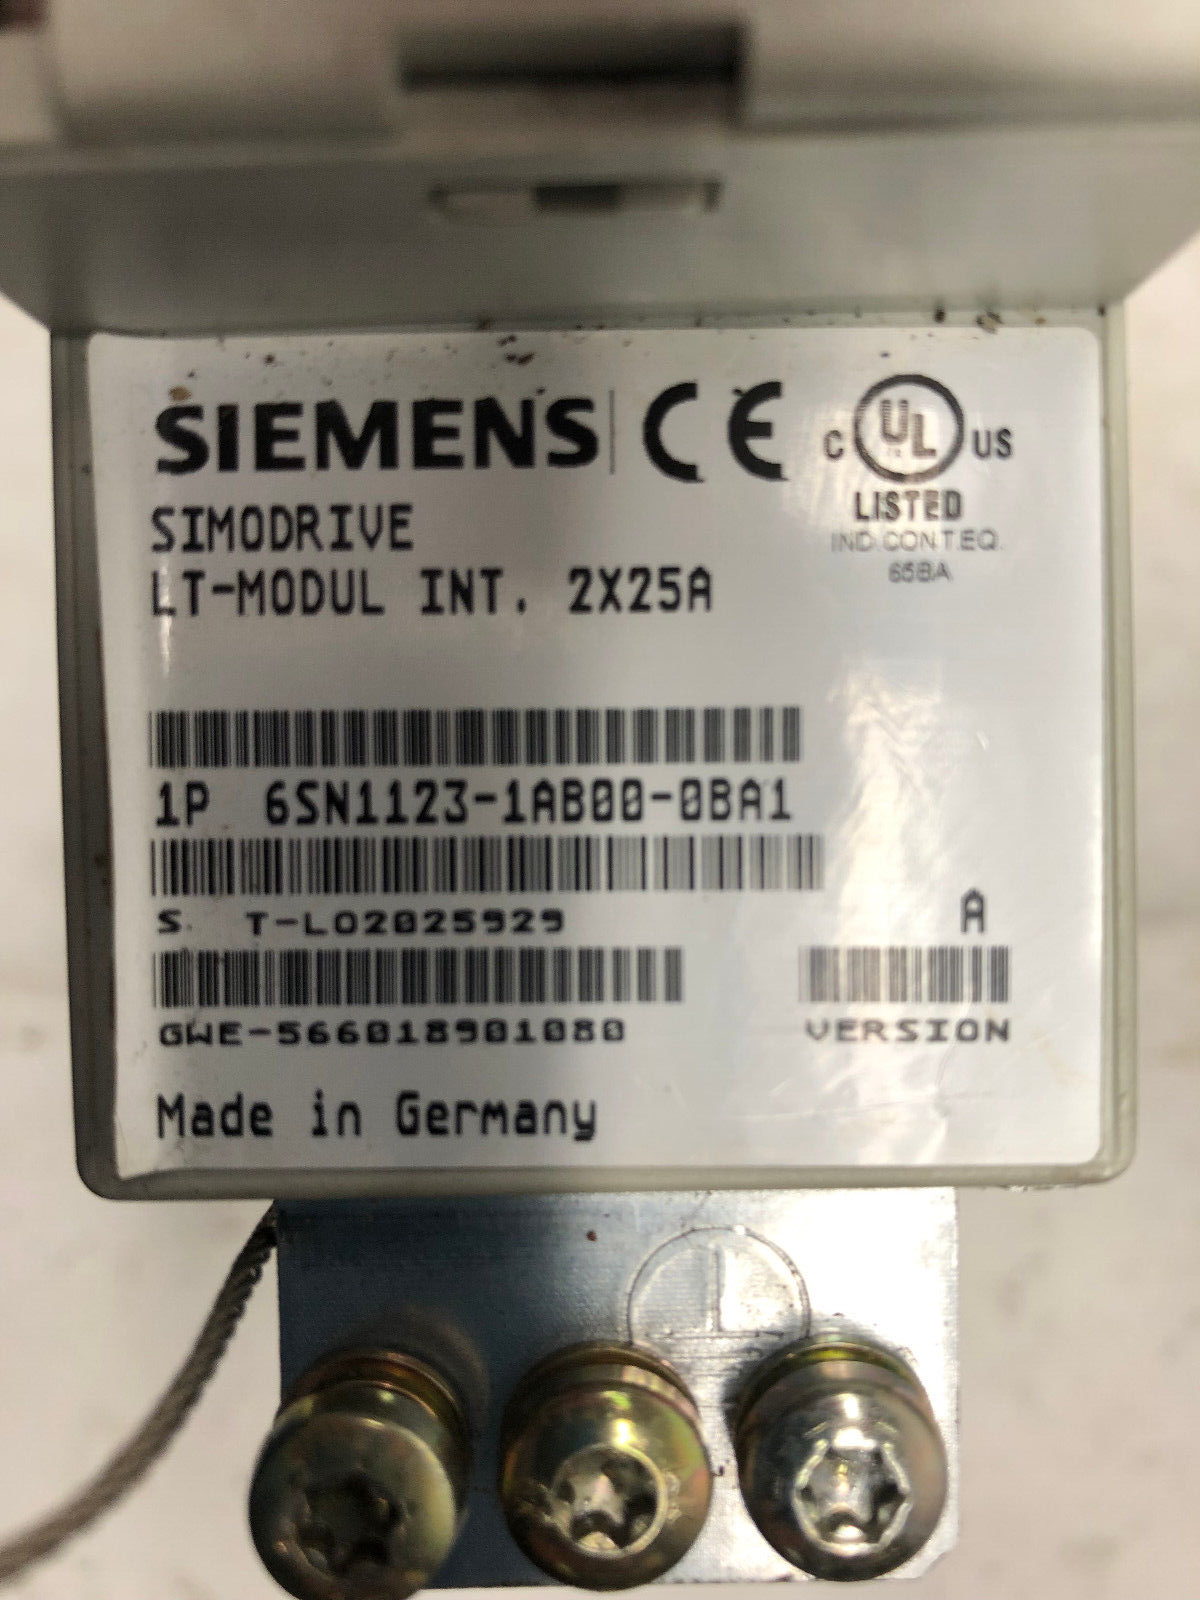 SIEMENS CE C UL US
LISTED
SIMODRIVE
IND.CONT.EQ.
LT-MODUL INT. 2X25A
65BA
1P 6SN1123-1AB00-0BA1
S. T-LO2025929
A
GWE-566018901080
VERSION
Made in Germany